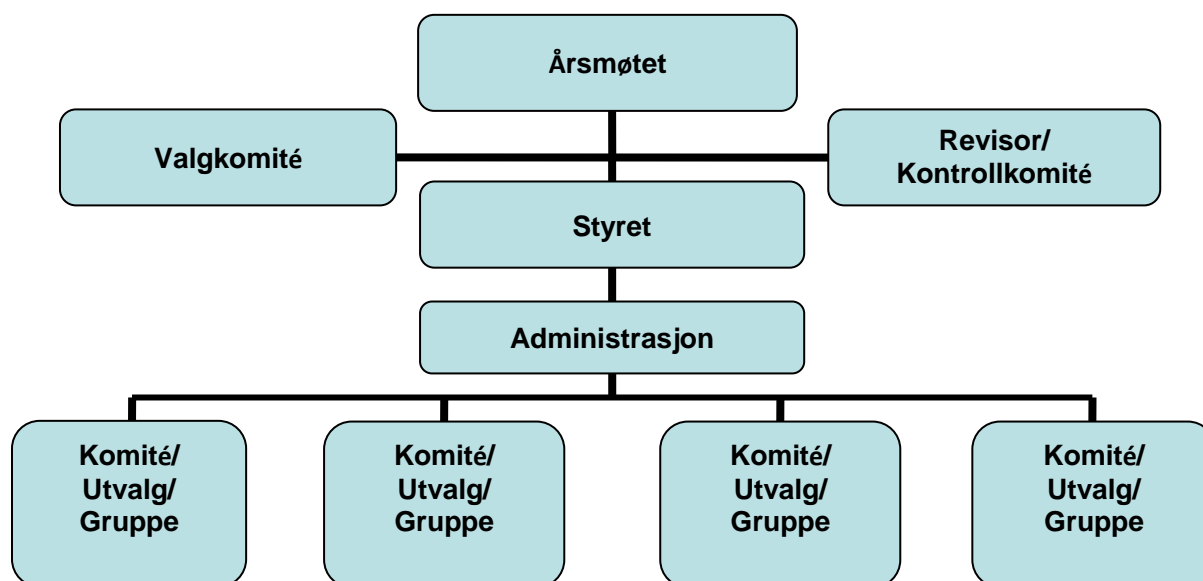 Årsmøtet
Valgkomité
Revisor/
Kontrollkomité
Styret
Administrasjon
Komité/
Utvalg/
Gruppe
Komité/
Utvalg/
Gruppe
Komité/
Utvalg/
Gruppe
Komité/
Utvalg/
Gruppe